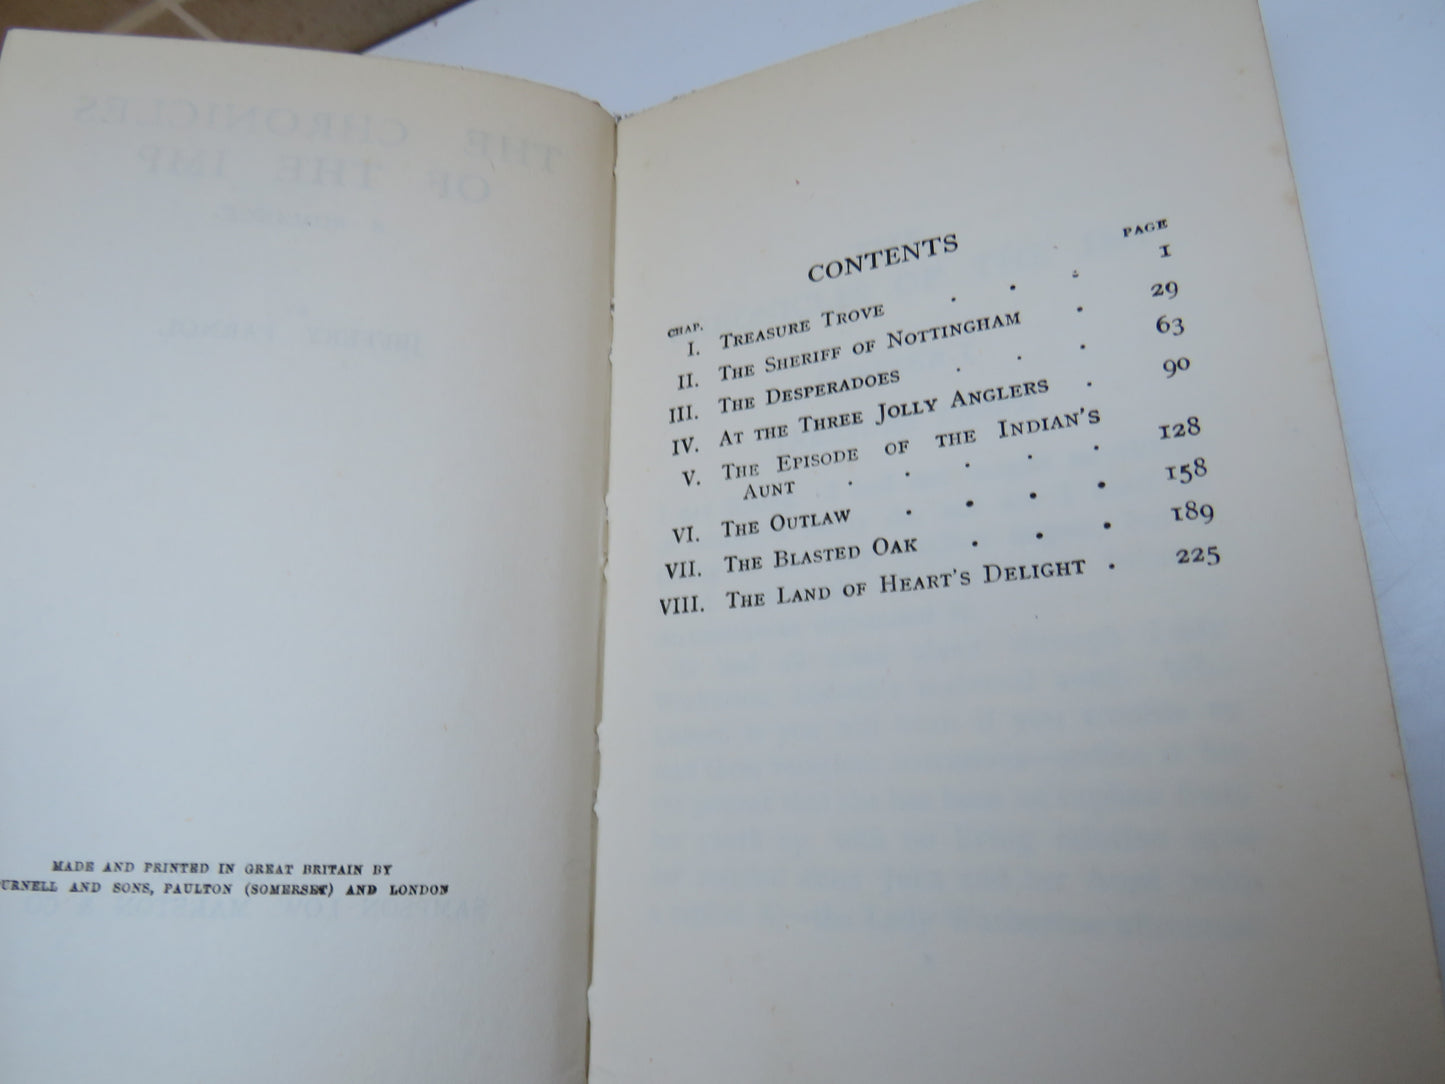 MADE AND PRINTED IN GREAT BRITAIN BY
URNELL AND SONS, PAULTON (SOMERSET) AND LONDON
CONTENTS
CHAP. PAGE
I. TREASURE TROVE . . . 1
II. THE SHERIFF OF NOTTINGHAM . 29
III. THE DESPERADOES . . . 63
IV. AT THE THREE JOLLY ANGLERS . 90
V. THE EPISODE OF THE INDIAN'S
AUNT . . . . . 128
VI. THE OUTLAW . . . . 158
VII. THE BLASTED OAK . . . 189
VIII. THE LAND OF HEART'S DELIGHT . 225